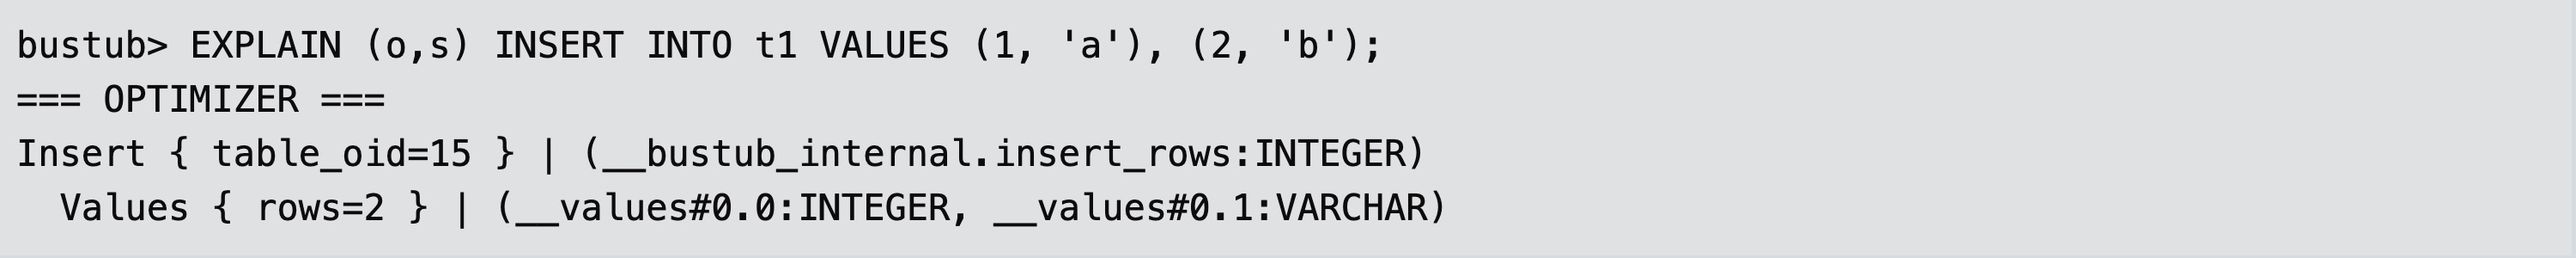 bustub> EXPLAIN (o,s) INSERT INTO t1 VALUES (1, 'a'), (2, 'b');
=== OPTIMIZER ===
Insert { table_oid=15 } | (__bustub_internal.insert_rows:INTEGER)
  Values { rows=2 } | (__values#0.0:INTEGER, __values#0.1:VARCHAR)